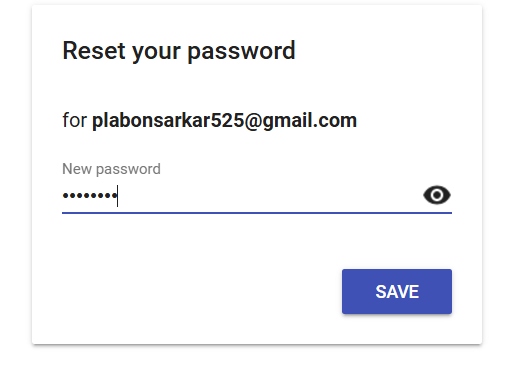 Reset your password
for plabonsarkar525@gmail.com
New password
••••••••
SAVE